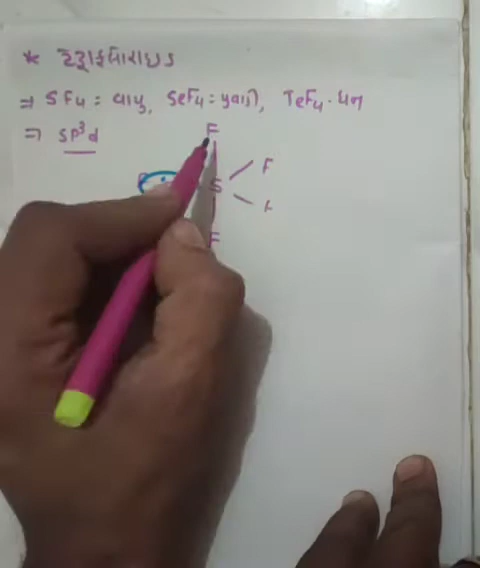 * ટેટ્રાફ્લોરાઇડ
⇒ SF₄ = વાયુ, SeF₄ = પ્રવાહી, TeF₄ - ઘન
⇒ SP³d
F
F
S
F
F